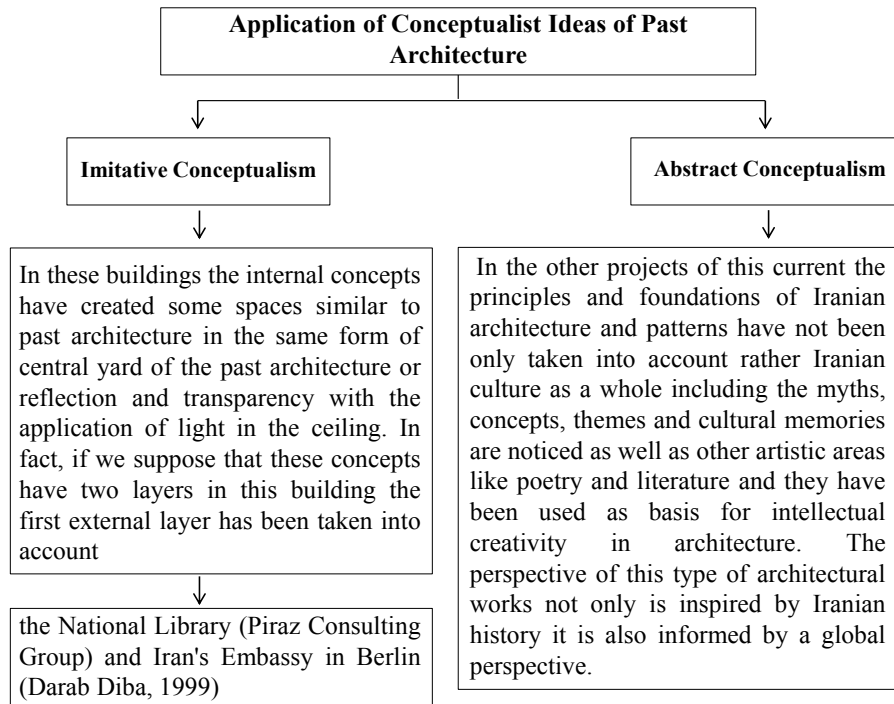 Application of Conceptualist Ideas of Past
Architecture
Imitative Conceptualism
Abstract Conceptualism
In these buildings the internal concepts
have created some spaces similar to
past architecture in the same form of
central yard of the past architecture or
reflection and transparency with the
application of light in the ceiling. In
fact, if we suppose that these concepts
have two layers in this building the
first external layer has been taken into
account
the National Library (Piraz Consulting
Group) and Iran's Embassy in Berlin
(Darab Diba, 1999)
In the other projects of this current the
principles and foundations of Iranian
architecture and patterns have not been
only taken into account rather Iranian
culture as a whole including the myths,
concepts, themes and cultural memories
are noticed as well as other artistic areas
like poetry and literature and they have
been used as basis for intellectual
creativity in architecture. The
perspective of this type of architectural
works not only is inspired by Iranian
history it is also informed by a global
perspective.